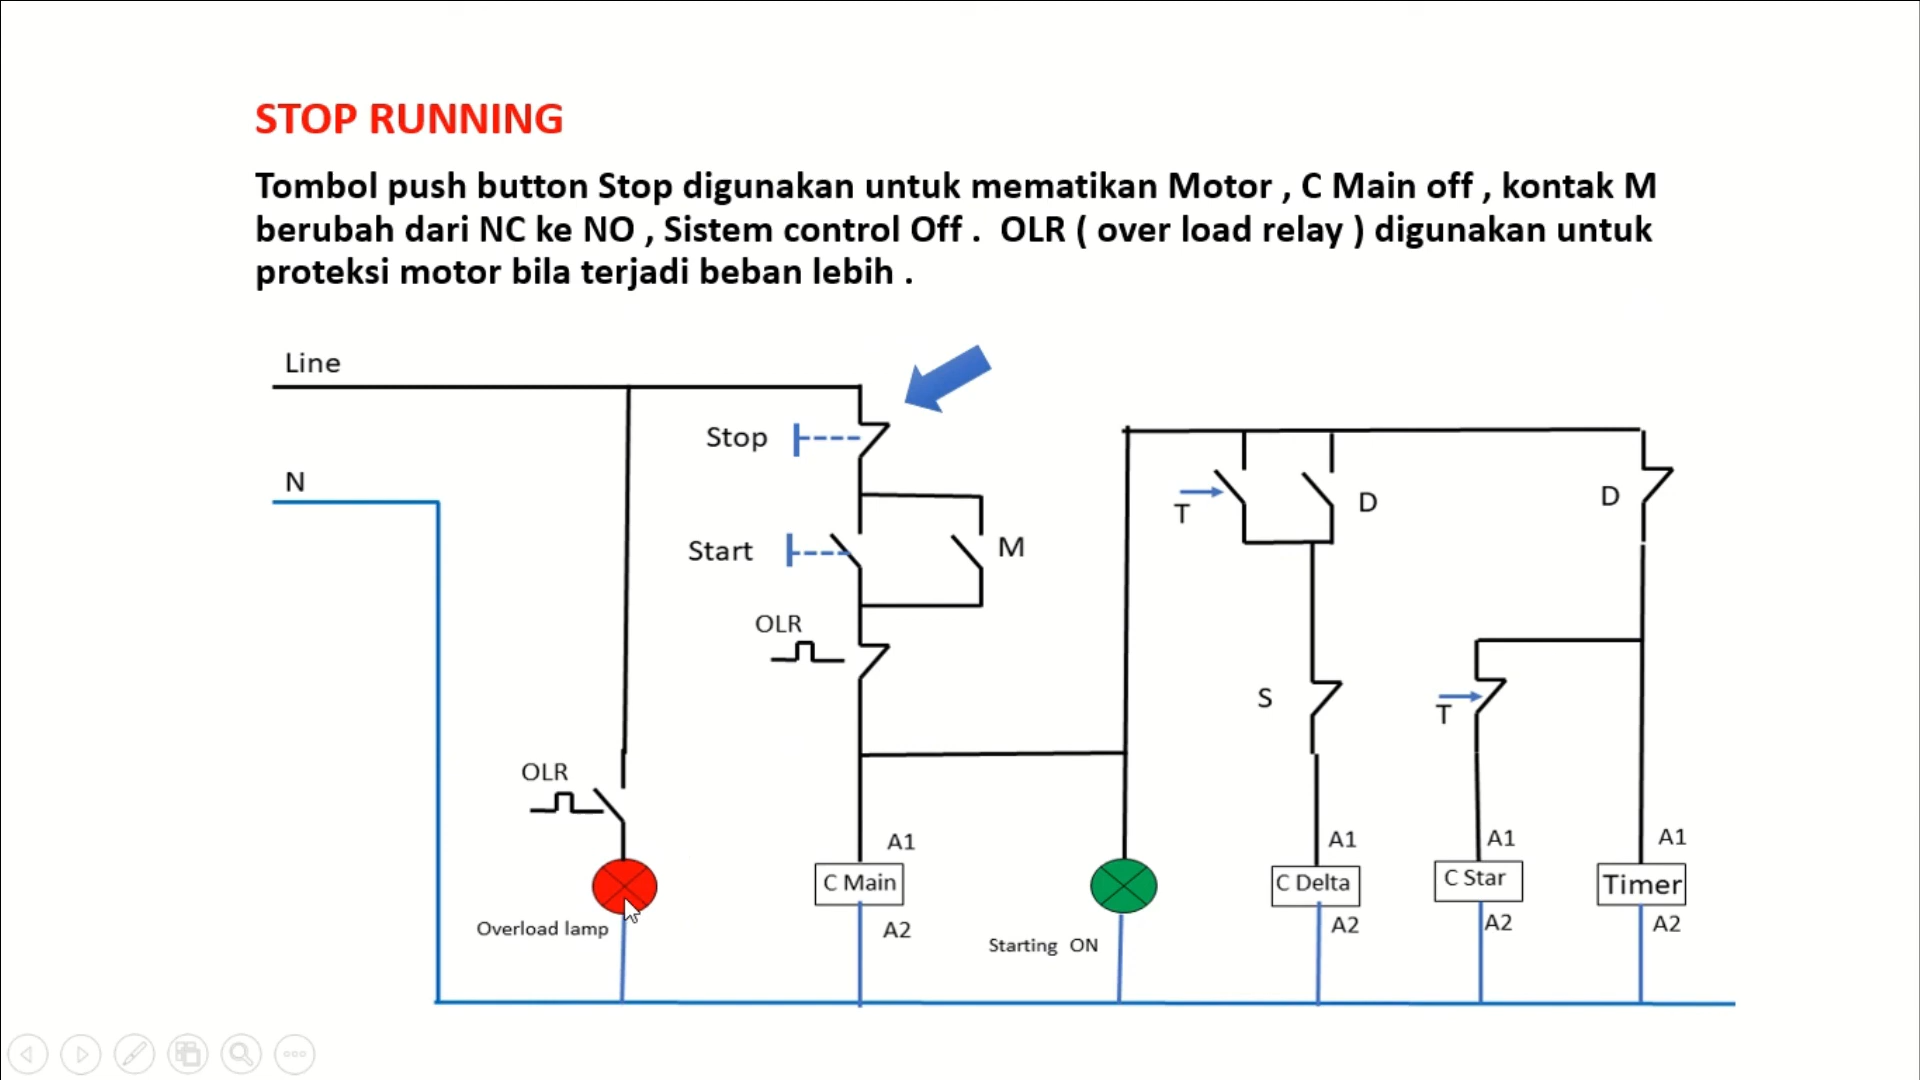 STOP RUNNING
Tombol push button Stop digunakan untuk mematikan Motor , C Main off , kontak M
berubah dari NC ke NO , Sistem control Off .  OLR ( over load relay ) digunakan untuk
proteksi motor bila terjadi beban lebih .
Line
Stop
N
T
D
D
Start
M
OLR
S
T
OLR
A1
A1
A1
A1
C Main
C Delta
C Star
Timer
Overload lamp
A2
Starting ON
A2
A2
A2